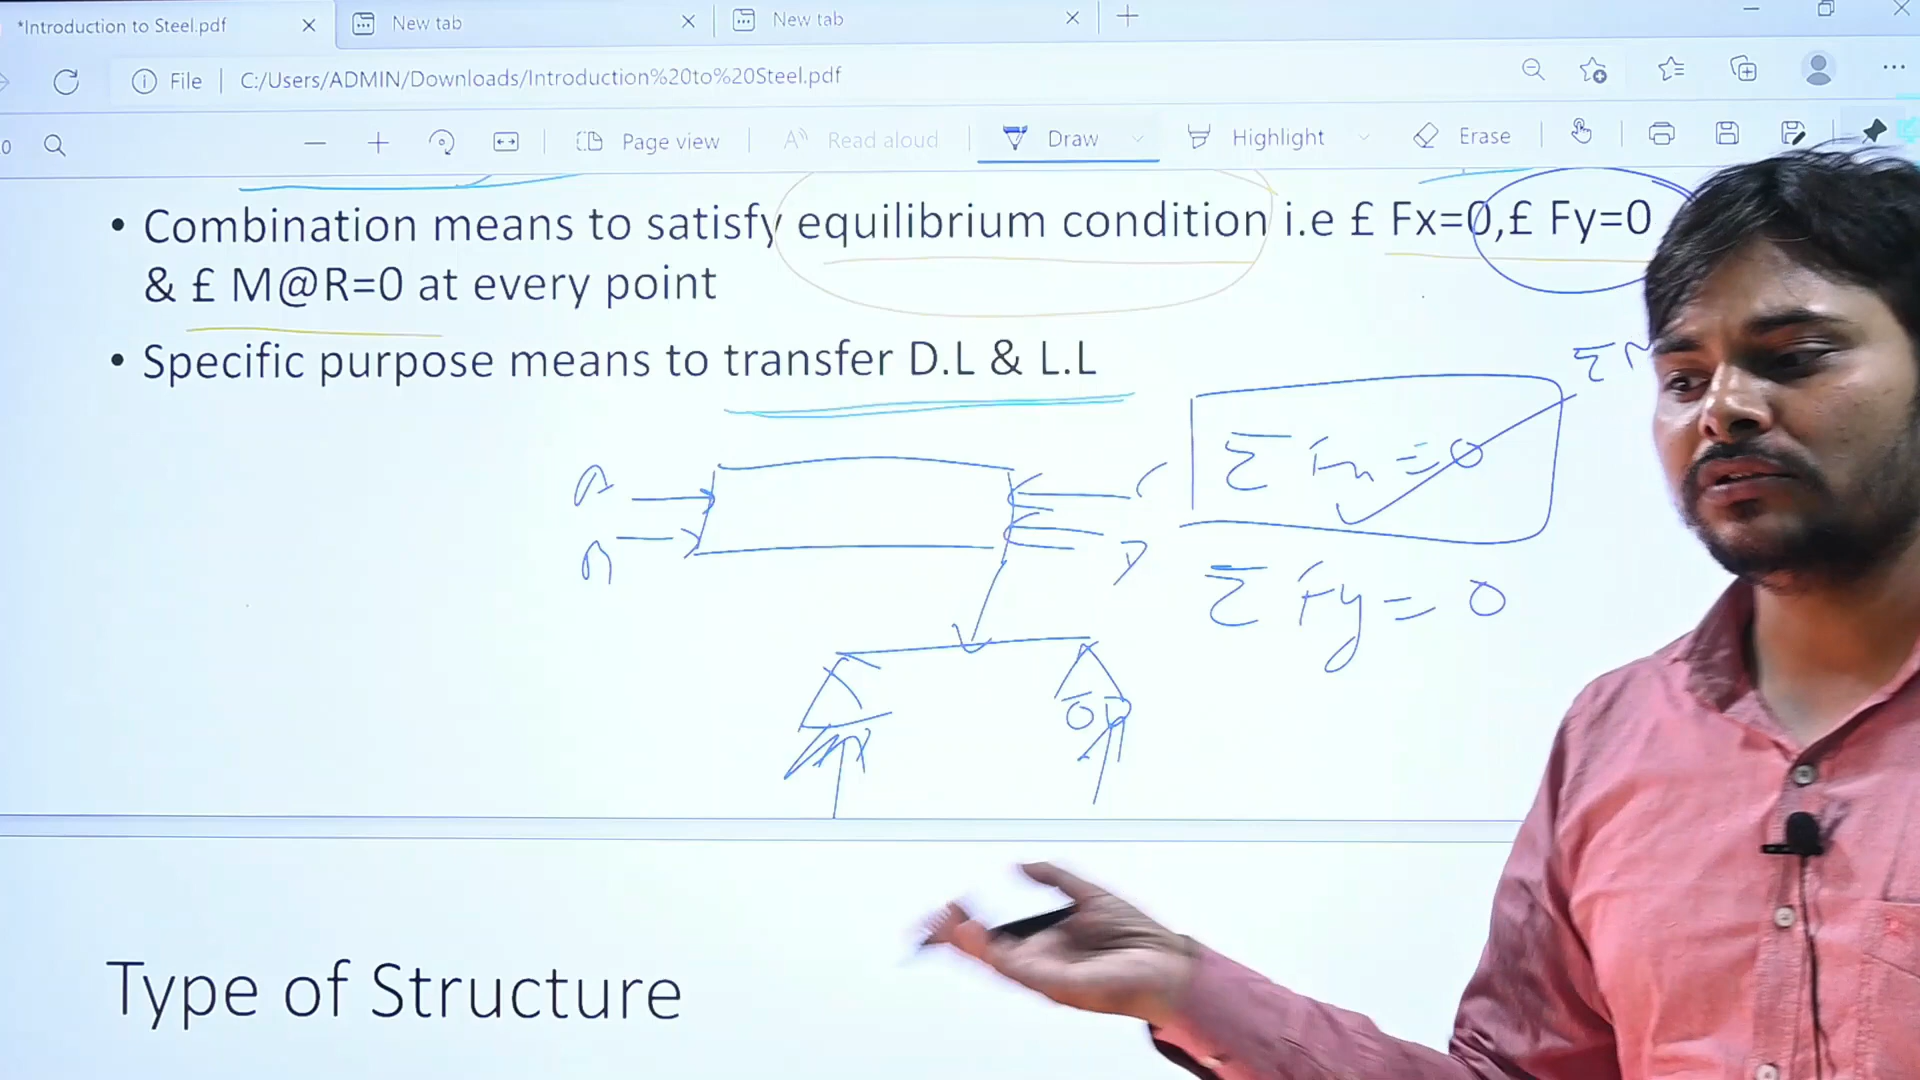 *Introduction to Steel.pdf
New tab
New tab
File C:/Users/ADMIN/Downloads/Introduction%20to%20Steel.pdf
Page view
Read aloud
Draw
Highlight
Erase
• Combination means to satisfy equilibrium condition i.e £ Fx=0,£ Fy=0
& £ M@R=0 at every point
• Specific purpose means to transfer D.L & L.L
Σ Fx = 0
Σ Fy = 0
Type of Structure